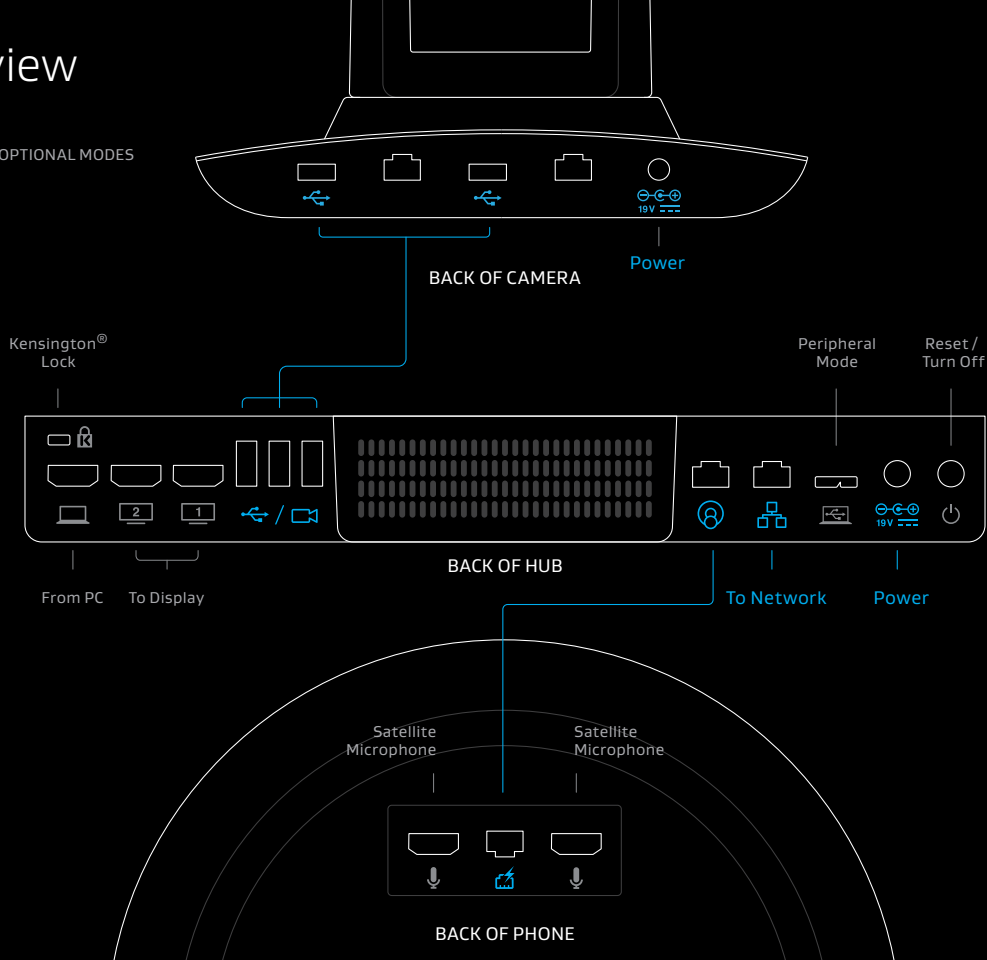 OPTIONAL MODES
19V
BACK OF CAMERA
Power
Kensington®
Lock
Peripheral
Mode
Reset /
Turn Off
K
2
1
/
19V
BACK OF HUB
From PC
To Display
To Network
Power
Satellite
Microphone
Satellite
Microphone
BACK OF PHONE